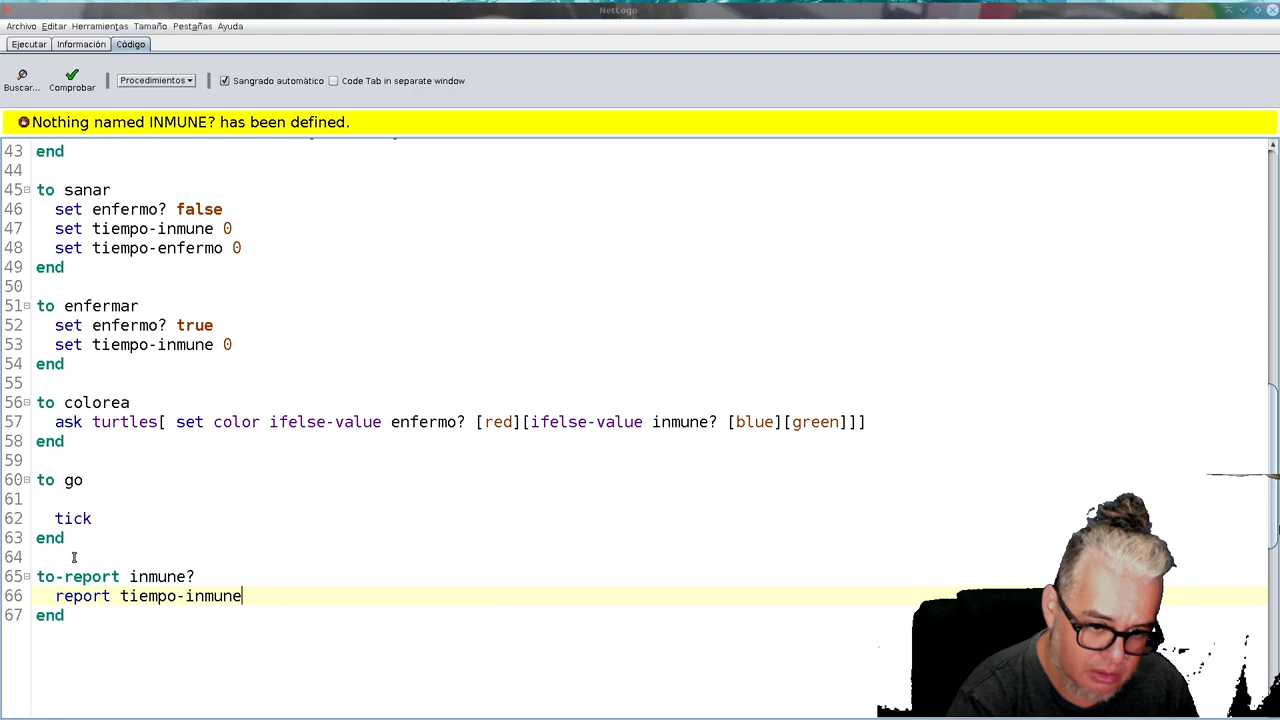 NetLogo
Archivo Editar Herramientas Tamaño Pestañas Ayuda
Ejecutar Información Código
Buscar... Comprobar Procedimientos Sangrado automático Code Tab in separate window
Nothing named INMUNE? has been defined.
43 end
44
45 to sanar
46 set enfermo? false
47 set tiempo-inmune 0
48 set tiempo-enfermo 0
49 end
50
51 to enfermar
52 set enfermo? true
53 set tiempo-inmune 0
54 end
55
56 to colorea
57 ask turtles[ set color ifelse-value enfermo? [red][ifelse-value inmune? [blue][green]]]
58 end
59
60 to go
61
62 tick
63 end
64
65 to-report inmune?
66 report tiempo-inmune
67 end